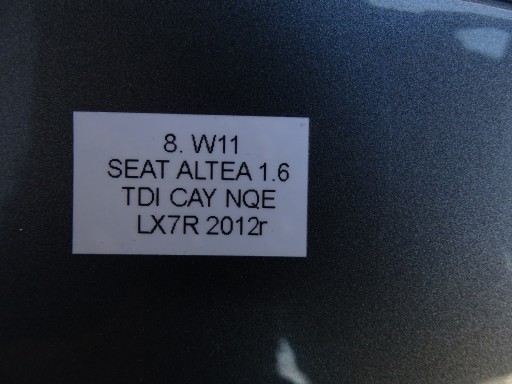 8. W11
SEAT ALTEA 1.6
TDI CAY NQE
LX7R 2012r